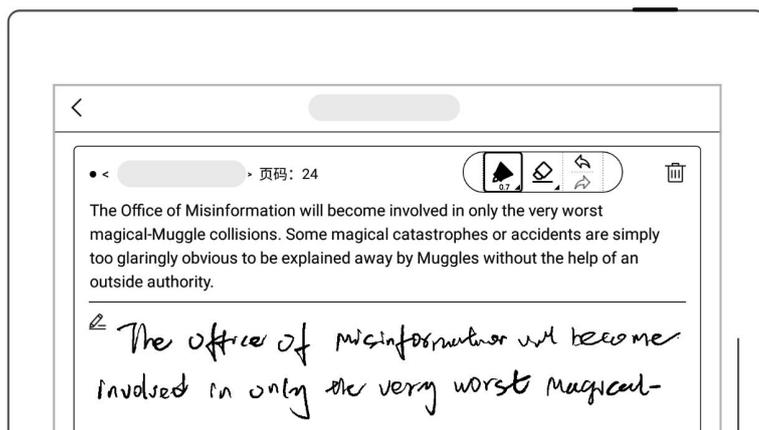 < > 页码：24
0.7
The Office of Misinformation will become involved in only the very worst
magical-Muggle collisions. Some magical catastrophes or accidents are simply
too glaringly obvious to be explained away by Muggles without the help of an
outside authority.
The office of misinformation will become
involved in only the very worst magical-